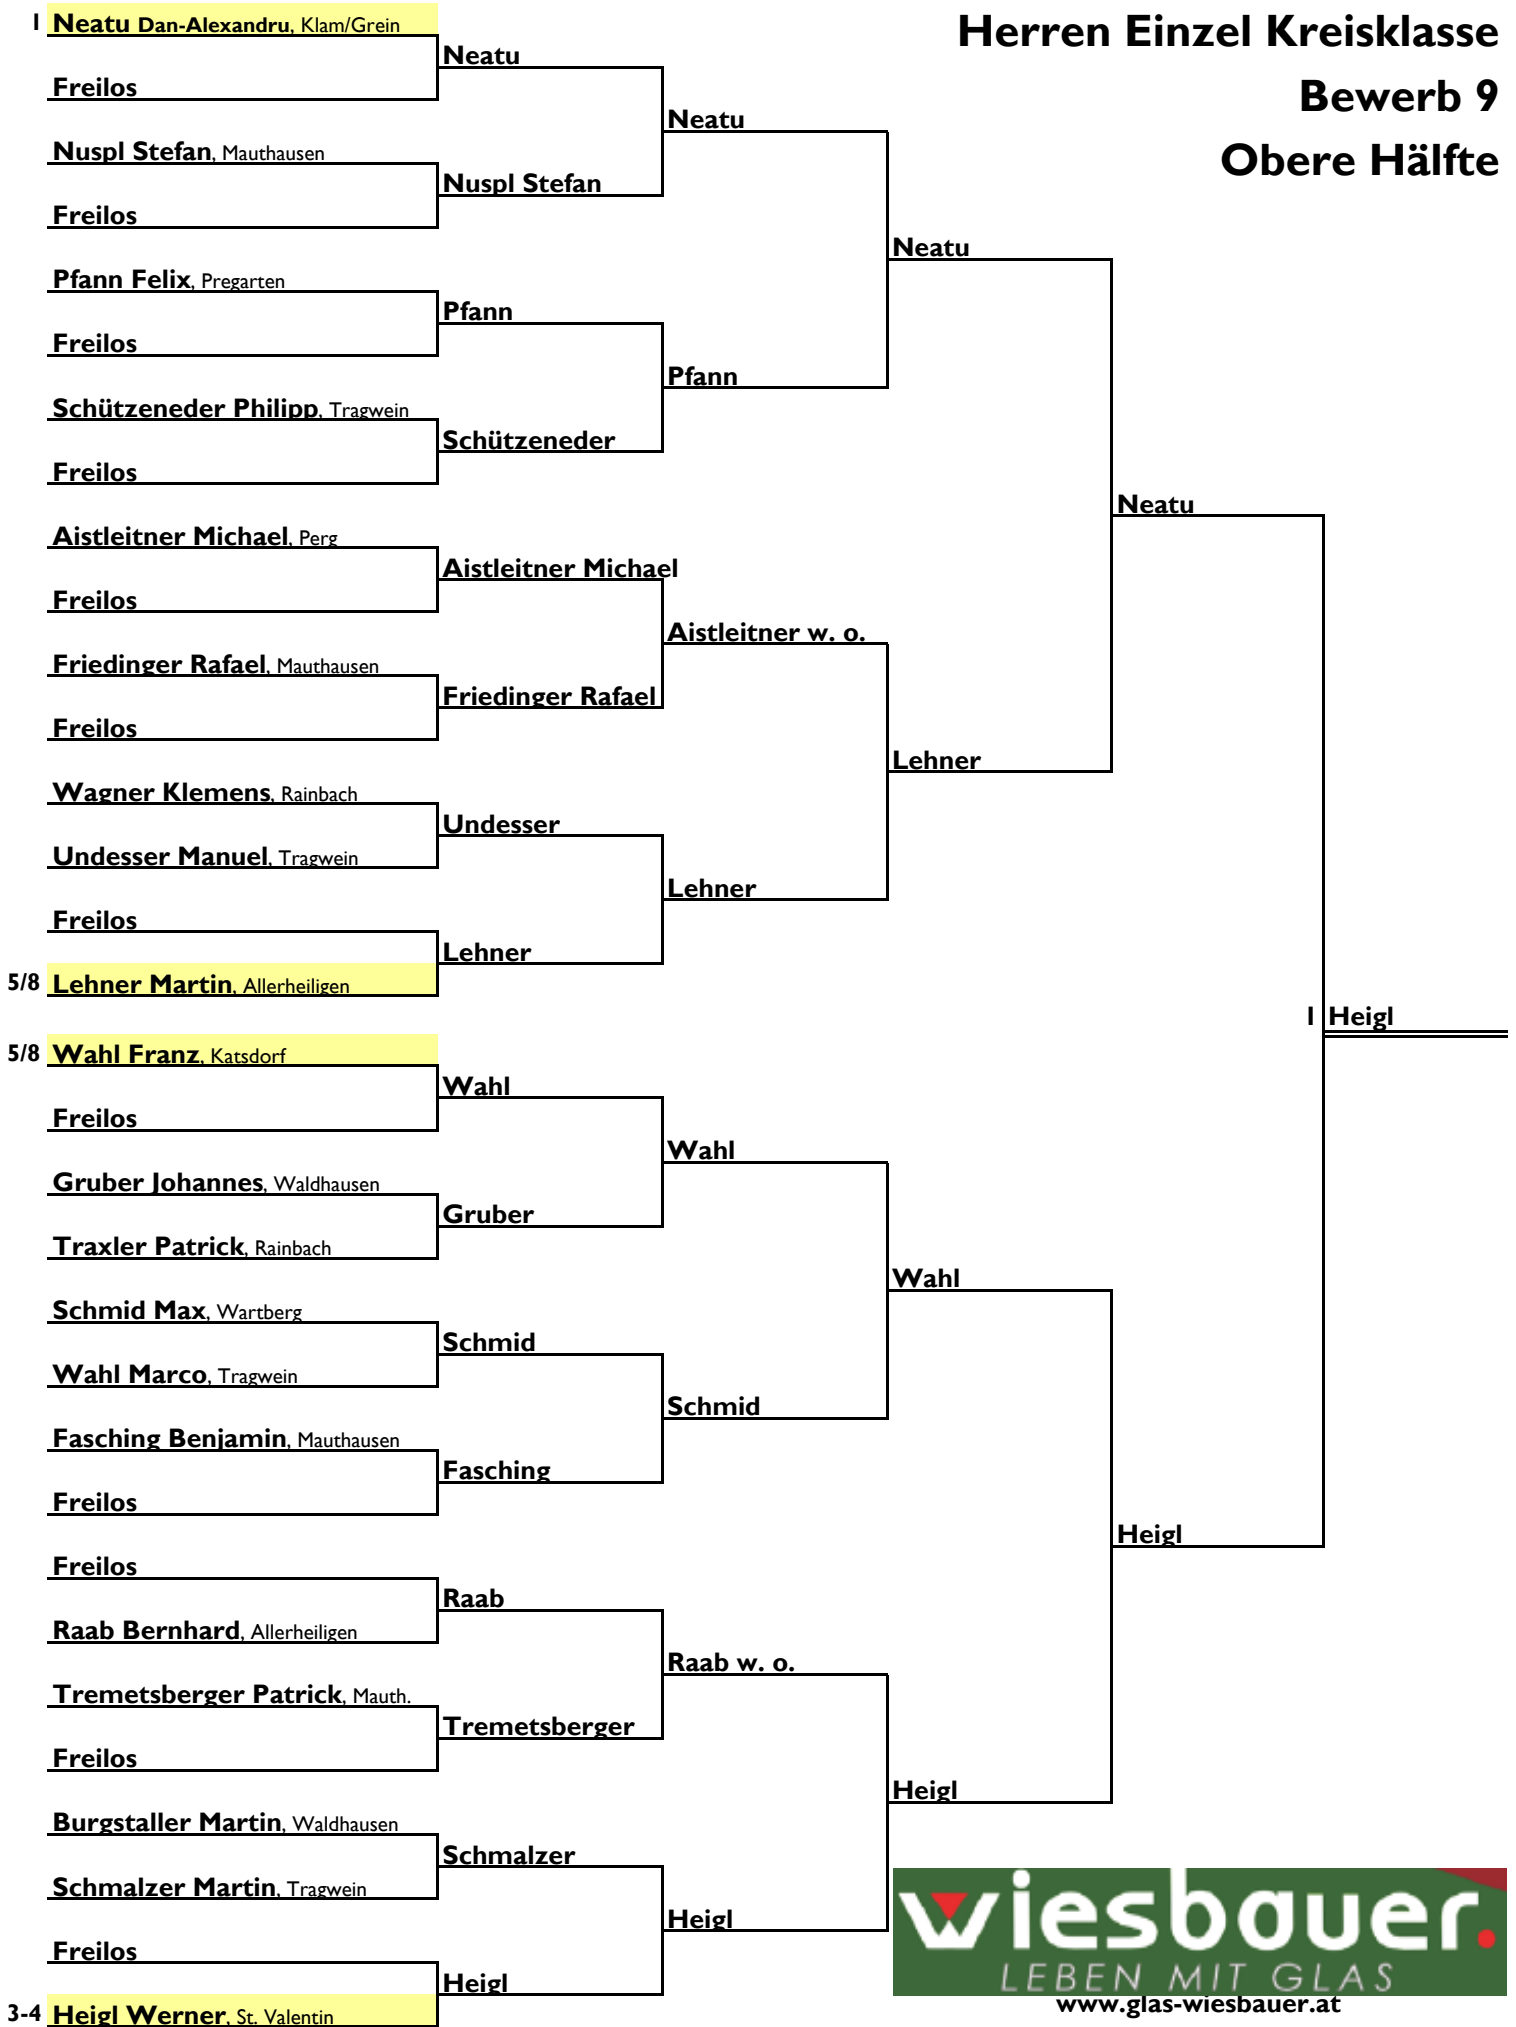 Herren Einzel Kreisklasse
Bewerb 9
Obere Hälfte
1 Neatu Dan-Alexandru, Klam/Grein
Neatu
Freilos
Neatu
Nuspl Stefan, Mauthausen
Nuspl Stefan
Freilos
Neatu
Pfann Felix, Pregarten
Pfann
Freilos
Pfann
Schützeneder Philipp, Tragwein
Schützeneder
Freilos
Neatu
Aistleitner Michael, Perg
Aistleitner Michael
Freilos
Aistleitner w. o.
Friedinger Rafael, Mauthausen
Friedinger Rafael
Freilos
Lehner
Wagner Klemens, Rainbach
Undesser
Undesser Manuel, Tragwein
Lehner
Freilos
Lehner
5/8 Lehner Martin, Allerheiligen
1 Heigl
5/8 Wahl Franz, Katsdorf
Wahl
Freilos
Wahl
Gruber Johannes, Waldhausen
Gruber
Traxler Patrick, Rainbach
Wahl
Schmid Max, Wartberg
Schmid
Wahl Marco, Tragwein
Schmid
Fasching Benjamin, Mauthausen
Fasching
Freilos
Heigl
Freilos
Raab
Raab Bernhard, Allerheiligen
Raab w. o.
Tremetsberger Patrick, Mauth.
Tremetsberger
Freilos
Heigl
Burgstaller Martin, Waldhausen
Schmalzer
Schmalzer Martin, Tragwein
Heigl
Freilos
Heigl
3-4 Heigl Werner, St. Valentin
wiesbauer.
LEBEN MIT GLAS
www.glas-wiesbauer.at